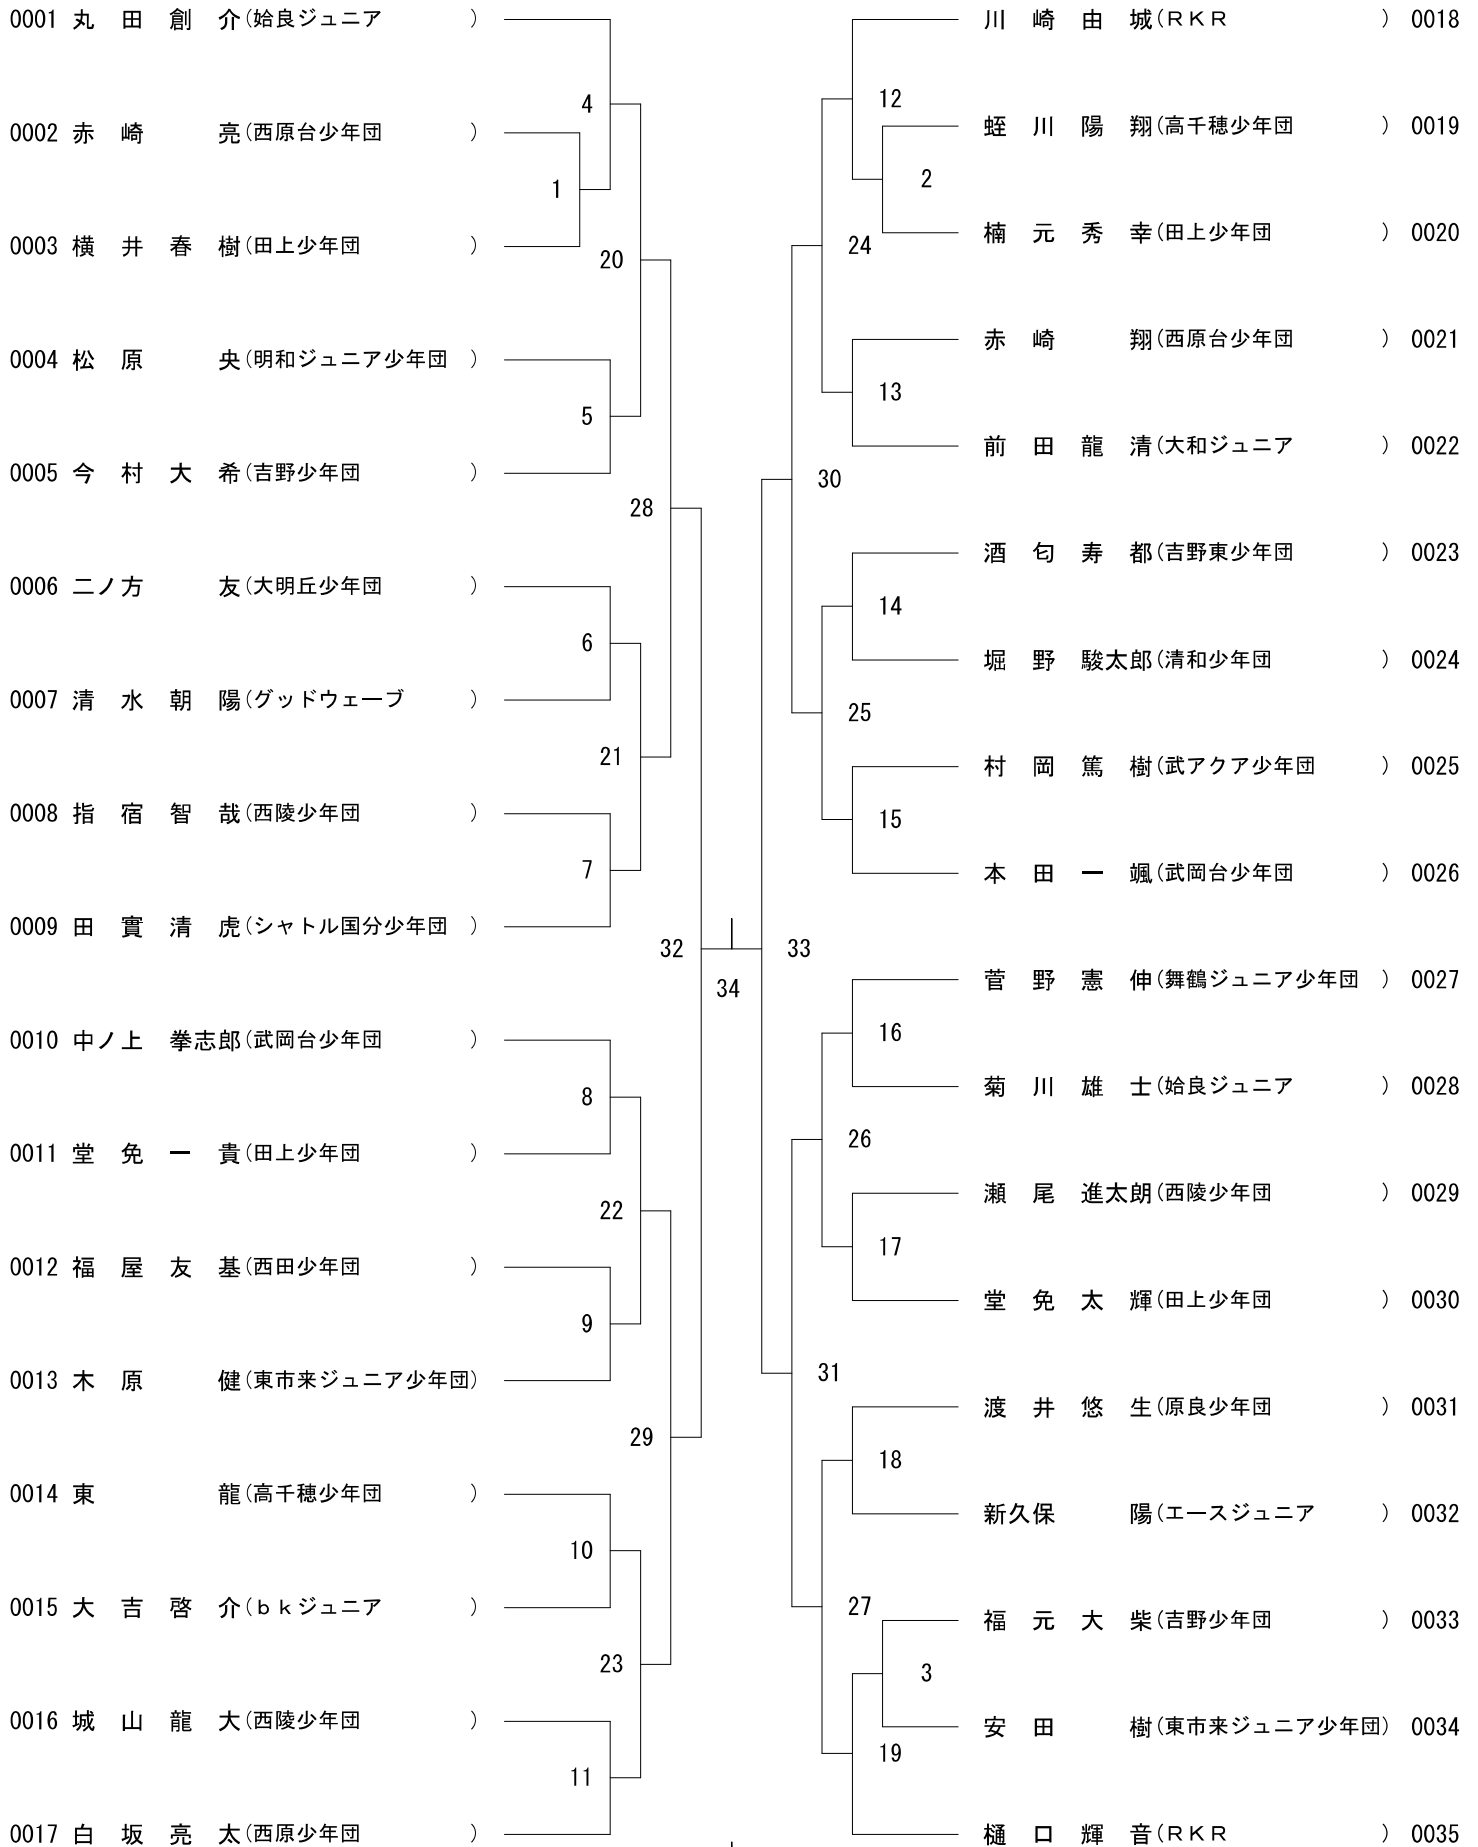 0001 丸　田　創　介(姶良ジュニア　　　　)
4
0002 赤　崎　　　亮(西原台少年団　　　　)
1
0003 横　井　春　樹(田上少年団　　　　　)
20
0004 松　原　　　央(明和ジュニア少年団　)
5
0005 今　村　大　希(吉野少年団　　　　　)
28
0006 二ノ方　　　友(大明丘少年団　　　　)
6
0007 清　水　朝　陽(グッドウェーブ　　　)
21
0008 指　宿　智　哉(西陵少年団　　　　　)
7
0009 田　實　清　虎(シャトル国分少年団　)
32
34
0010 中ノ上　拳志郎(武岡台少年団　　　　)
8
0011 堂　免　一　貴(田上少年団　　　　　)
22
0012 福　屋　友　基(西田少年団　　　　　)
9
0013 木　原　　　健(東市来ジュニア少年団)
29
0014 東　　　　　龍(高千穂少年団　　　　)
10
0015 大　吉　啓　介(ｂｋジュニア　　　　)
23
0016 城　山　龍　大(西陵少年団　　　　　)
11
0017 白　坂　亮　太(西原少年団　　　　　)
川　崎　由　城(ＲＫＲ　　　　　　　) 0018
12
蛭　川　陽　翔(高千穂少年団　　　　) 0019
2
楠　元　秀　幸(田上少年団　　　　　) 0020
24
赤　崎　　　翔(西原台少年団　　　　) 0021
13
前　田　龍　清(大和ジュニア　　　　) 0022
30
酒　匂　寿　都(吉野東少年団　　　　) 0023
14
堀　野　駿太郎(清和少年団　　　　　) 0024
25
村　岡　篤　樹(武アクア少年団　　　) 0025
15
本　田　一　颯(武岡台少年団　　　　) 0026
33
菅　野　憲　伸(舞鶴ジュニア少年団　) 0027
16
菊　川　雄　士(姶良ジュニア　　　　) 0028
26
瀬　尾　進太朗(西陵少年団　　　　　) 0029
17
堂　免　太　輝(田上少年団　　　　　) 0030
31
渡　井　悠　生(原良少年団　　　　　) 0031
18
新久保　　　陽(エースジュニア　　　) 0032
27
福　元　大　柴(吉野少年団　　　　　) 0033
3
安　田　　　樹(東市来ジュニア少年団) 0034
19
樋　口　輝　音(ＲＫＲ　　　　　　　) 0035